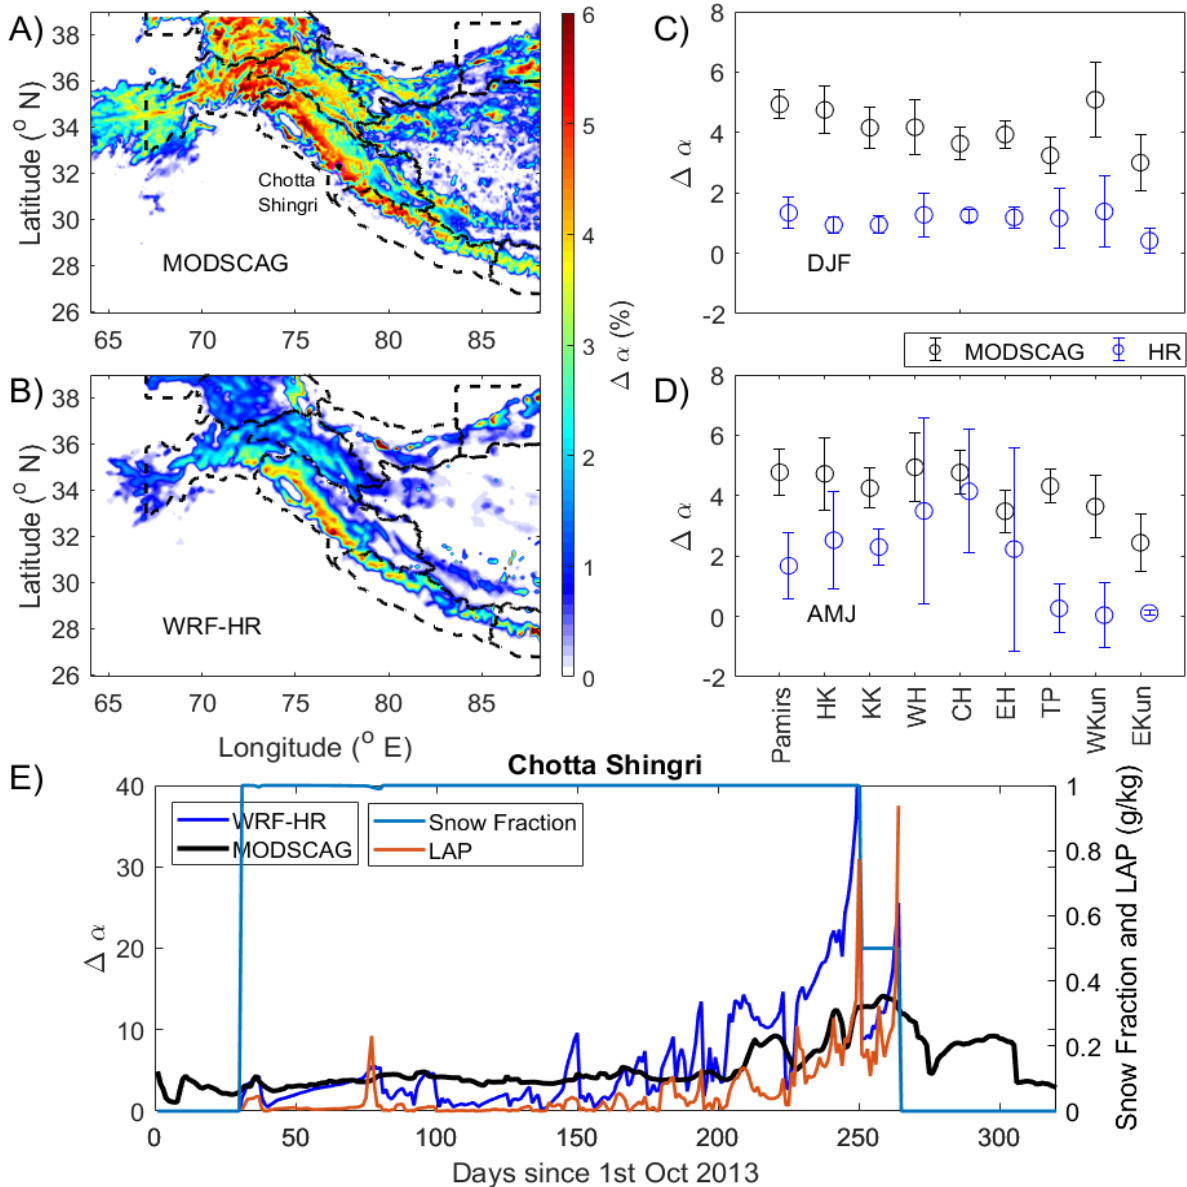 A)
38
36
34
32
30
28
26
Latitude (° N)
65
70
75
80
85
Chotta
Shingri
MODSCAG
B)
38
36
34
32
30
28
26
Latitude (° N)
65
70
75
80
85
WRF-HR
Longitude (° E)
6
5
4
3
2
1
0
Δ α (%)
C)
8
6
4
2
0
-2
Δ α
DJF
MODSCAG
HR
D)
8
6
4
2
0
-2
Δ α
AMJ
Pamirs
HK
KK
WH
CH
EH
TP
WKun
EKun
E)
Chotta Shingri
40
30
20
10
0
Δ α
WRF-HR
MODSCAG
Snow Fraction
LAP
1
0.8
0.6
0.4
0.2
0
Snow Fraction and LAP (g/kg)
0
50
100
150
200
250
300
Days since 1st Oct 2013